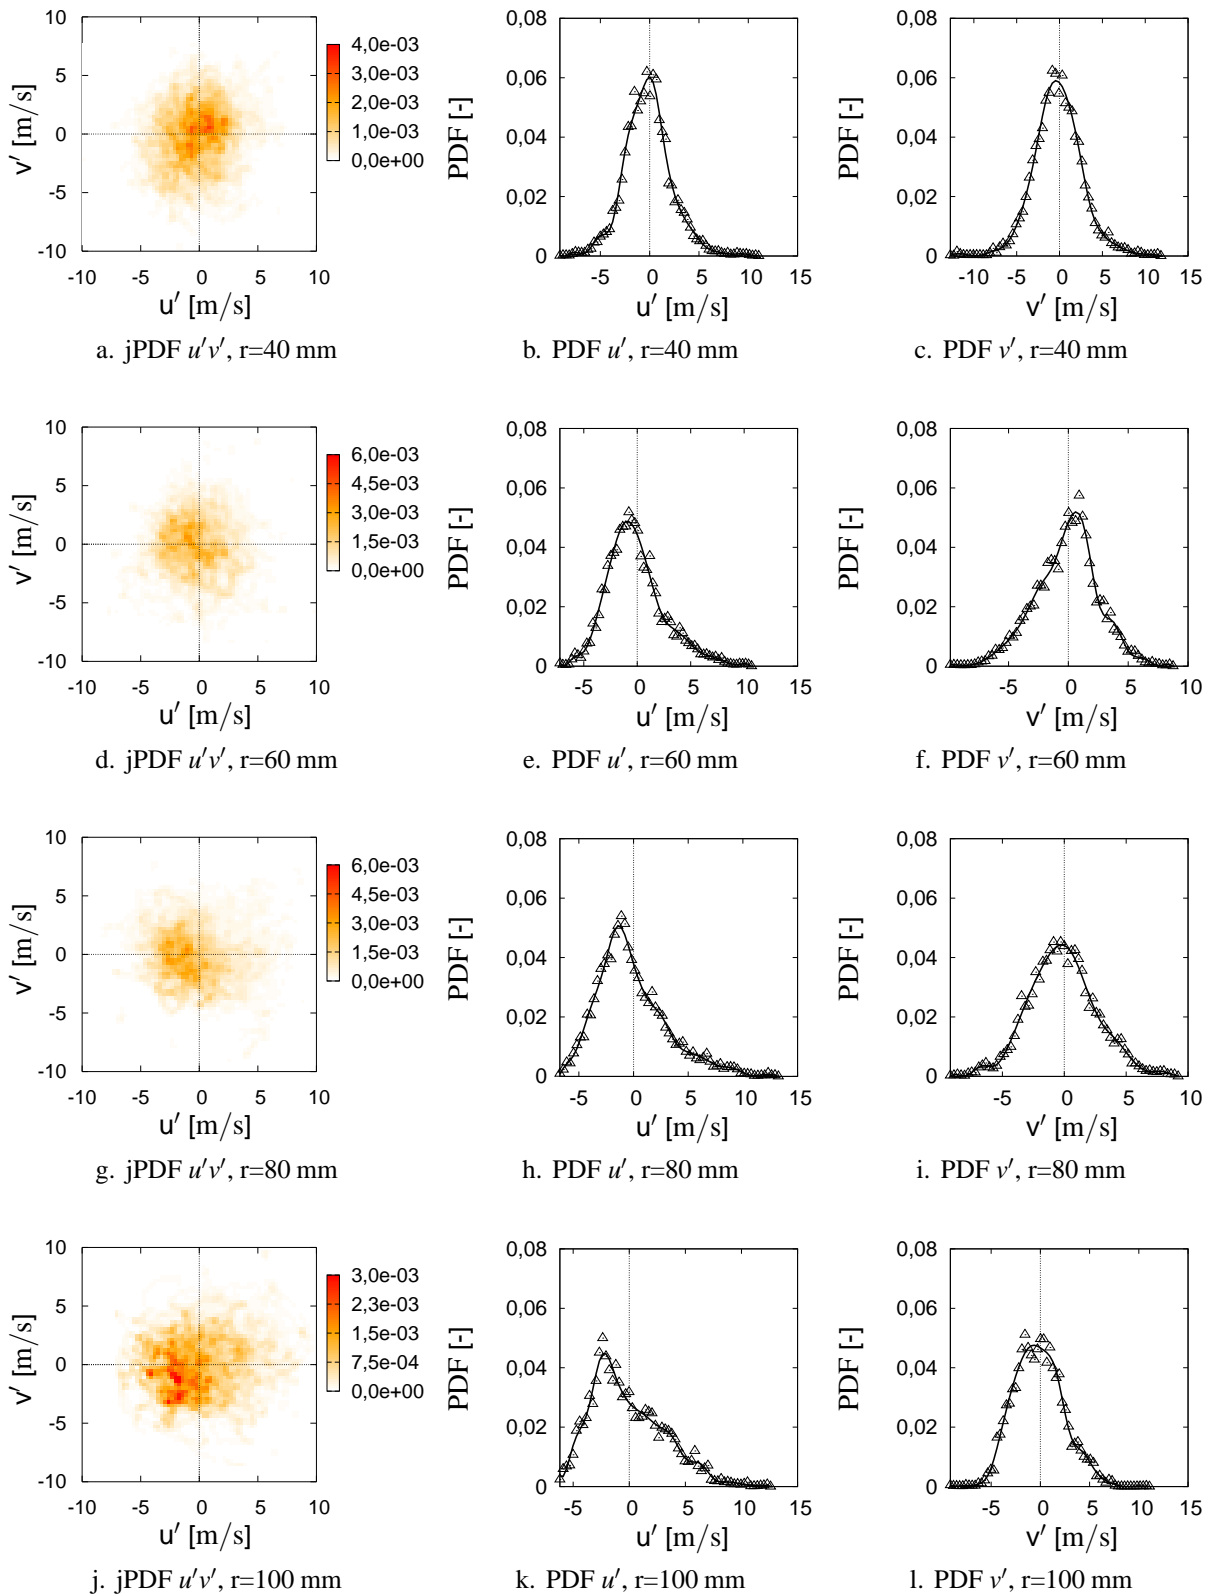 10
5
0
-5
-10
-10 -5 0 5 10
v′ [m/s]
u′ [m/s]
4,0e-03
3,0e-03
2,0e-03
1,0e-03
0,0e+00
a. jPDF u′v′, r=40 mm
0,08
0,06
0,04
0,02
0
-5 0 5 10 15
PDF [-]
u′ [m/s]
b. PDF u′, r=40 mm
0,08
0,06
0,04
0,02
0
-10 -5 0 5 10 15
PDF [-]
v′ [m/s]
c. PDF v′, r=40 mm
10
5
0
-5
-10
-10 -5 0 5 10
v′ [m/s]
u′ [m/s]
6,0e-03
4,5e-03
3,0e-03
1,5e-03
0,0e+00
d. jPDF u′v′, r=60 mm
0,08
0,06
0,04
0,02
0
-5 0 5 10 15
PDF [-]
u′ [m/s]
e. PDF u′, r=60 mm
0,08
0,06
0,04
0,02
0
-5 0 5 10
PDF [-]
v′ [m/s]
f. PDF v′, r=60 mm
10
5
0
-5
-10
-10 -5 0 5 10
v′ [m/s]
u′ [m/s]
6,0e-03
4,5e-03
3,0e-03
1,5e-03
0,0e+00
g. jPDF u′v′, r=80 mm
0,08
0,06
0,04
0,02
0
-5 0 5 10 15
PDF [-]
u′ [m/s]
h. PDF u′, r=80 mm
0,08
0,06
0,04
0,02
0
-5 0 5 10
PDF [-]
v′ [m/s]
i. PDF v′, r=80 mm
10
5
0
-5
-10
-10 -5 0 5 10
v′ [m/s]
u′ [m/s]
3,0e-03
2,3e-03
1,5e-03
7,5e-04
0,0e+00
j. jPDF u′v′, r=100 mm
0,08
0,06
0,04
0,02
0
-5 0 5 10 15
PDF [-]
u′ [m/s]
k. PDF u′, r=100 mm
0,08
0,06
0,04
0,02
0
-5 0 5 10 15
PDF [-]
v′ [m/s]
l. PDF v′, r=100 mm